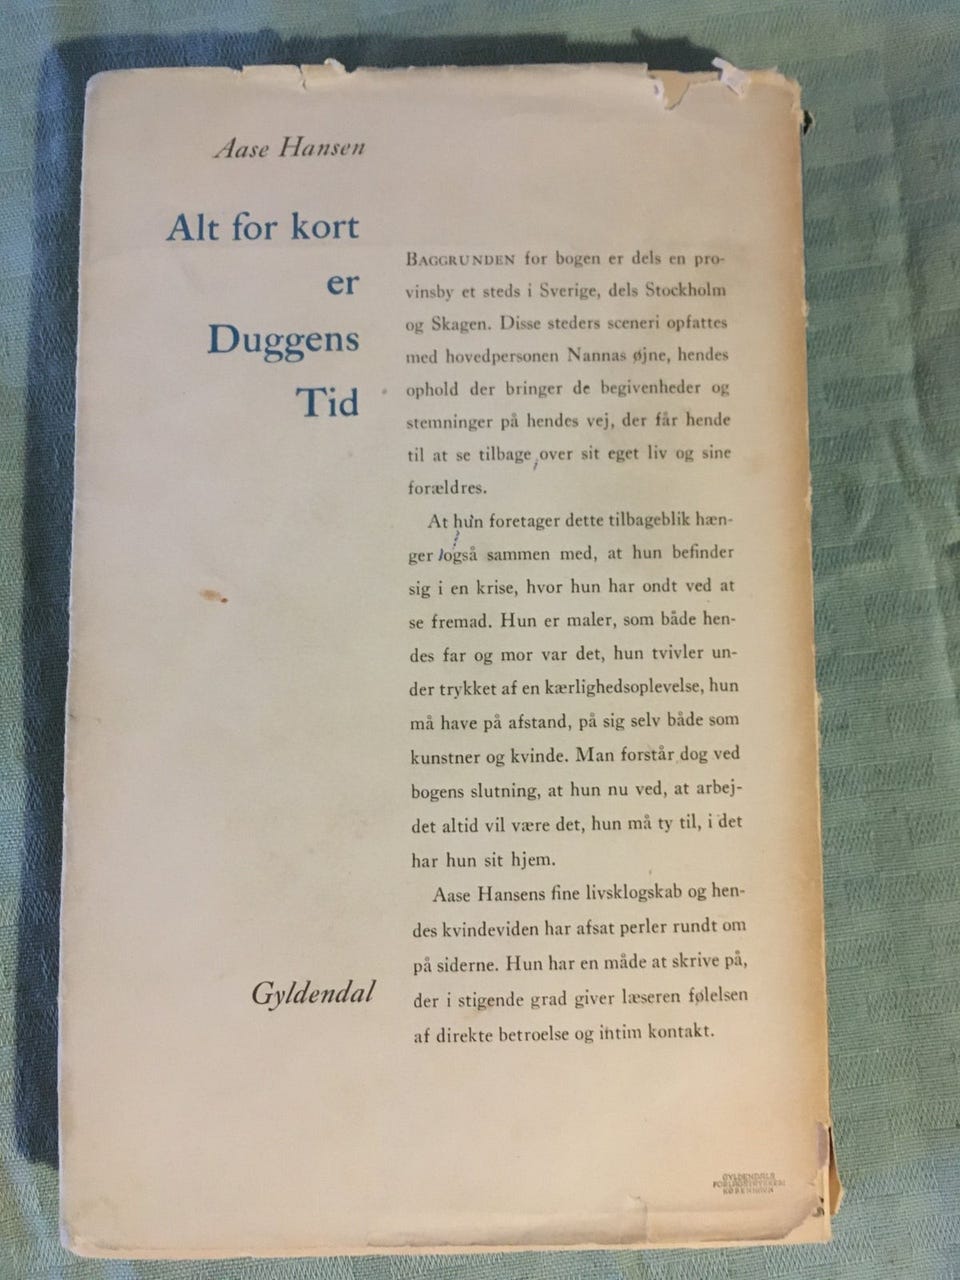 Aase Hansen
Alt for kort
er
Duggens
Tid
BAGGRUNDEN for bogen er dels en pro-
vinsby et steds i Sverige, dels Stockholm
og Skagen. Disse steders sceneri opfattes
med hovedpersonen Nannas øjne, hendes
ophold der bringer de begivenheder og
stemninger på hendes vej, der får hende
til at se tilbage over sit eget liv og sine
forældres.
At hun foretager dette tilbageblik hæn-
ger også sammen med, at hun befinder
sig i en krise, hvor hun har ondt ved at
se fremad. Hun er maler, som både hen-
des far og mor var det, hun tvivler un-
der trykket af en kærlighedsoplevelse, hun
må have på afstand, på sig selv både som
kunstner og kvinde. Man forstår dog ved
bogens slutning, at hun nu ved, at arbej-
det altid vil være det, hun må ty til, i det
har hun sit hjem.
Aase Hansens fine livsklogskab og hen-
des kvindeviden har afsat perler rundt om
på siderne. Hun har en måde at skrive på,
der i stigende grad giver læseren følelsen
af direkte betroelse og intim kontakt.
Gyldendal
GYLDENDALS
FORLAGSTRYKKERI
KØBENHAVN